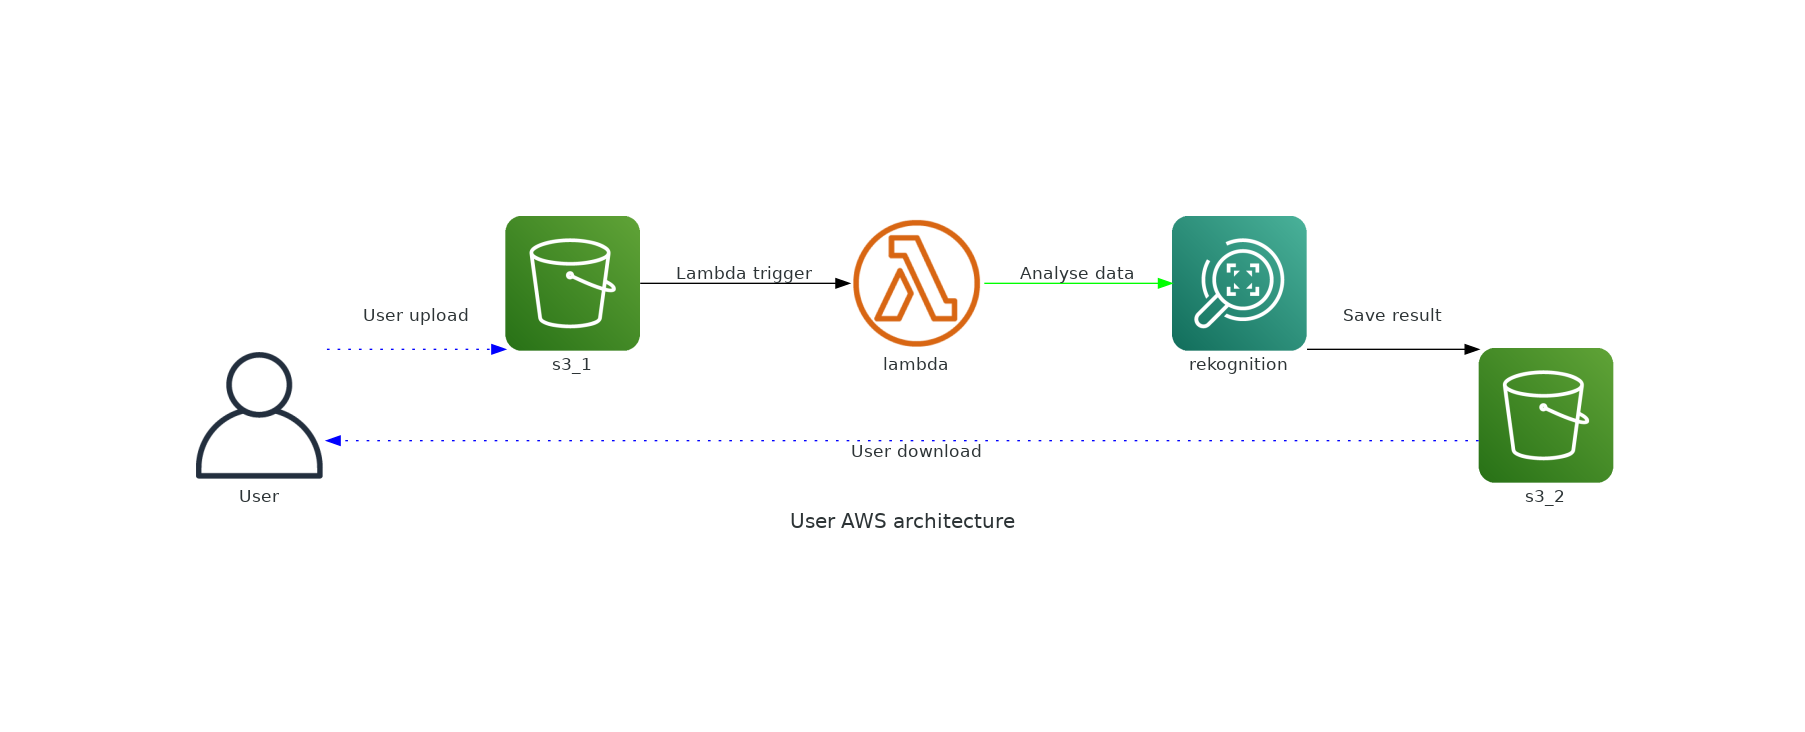 Lambda trigger
Analyse data
User upload
Save result
s3_1
lambda
rekognition
User download
User
s3_2
User AWS architecture